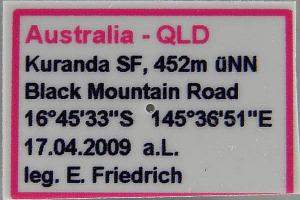 Australia - QLD
Kuranda SF, 452m üNN
Black Mountain Road
16°45'33"S 145°36'51"E
17.04.2009 a.L.
leg. E. Friedrich